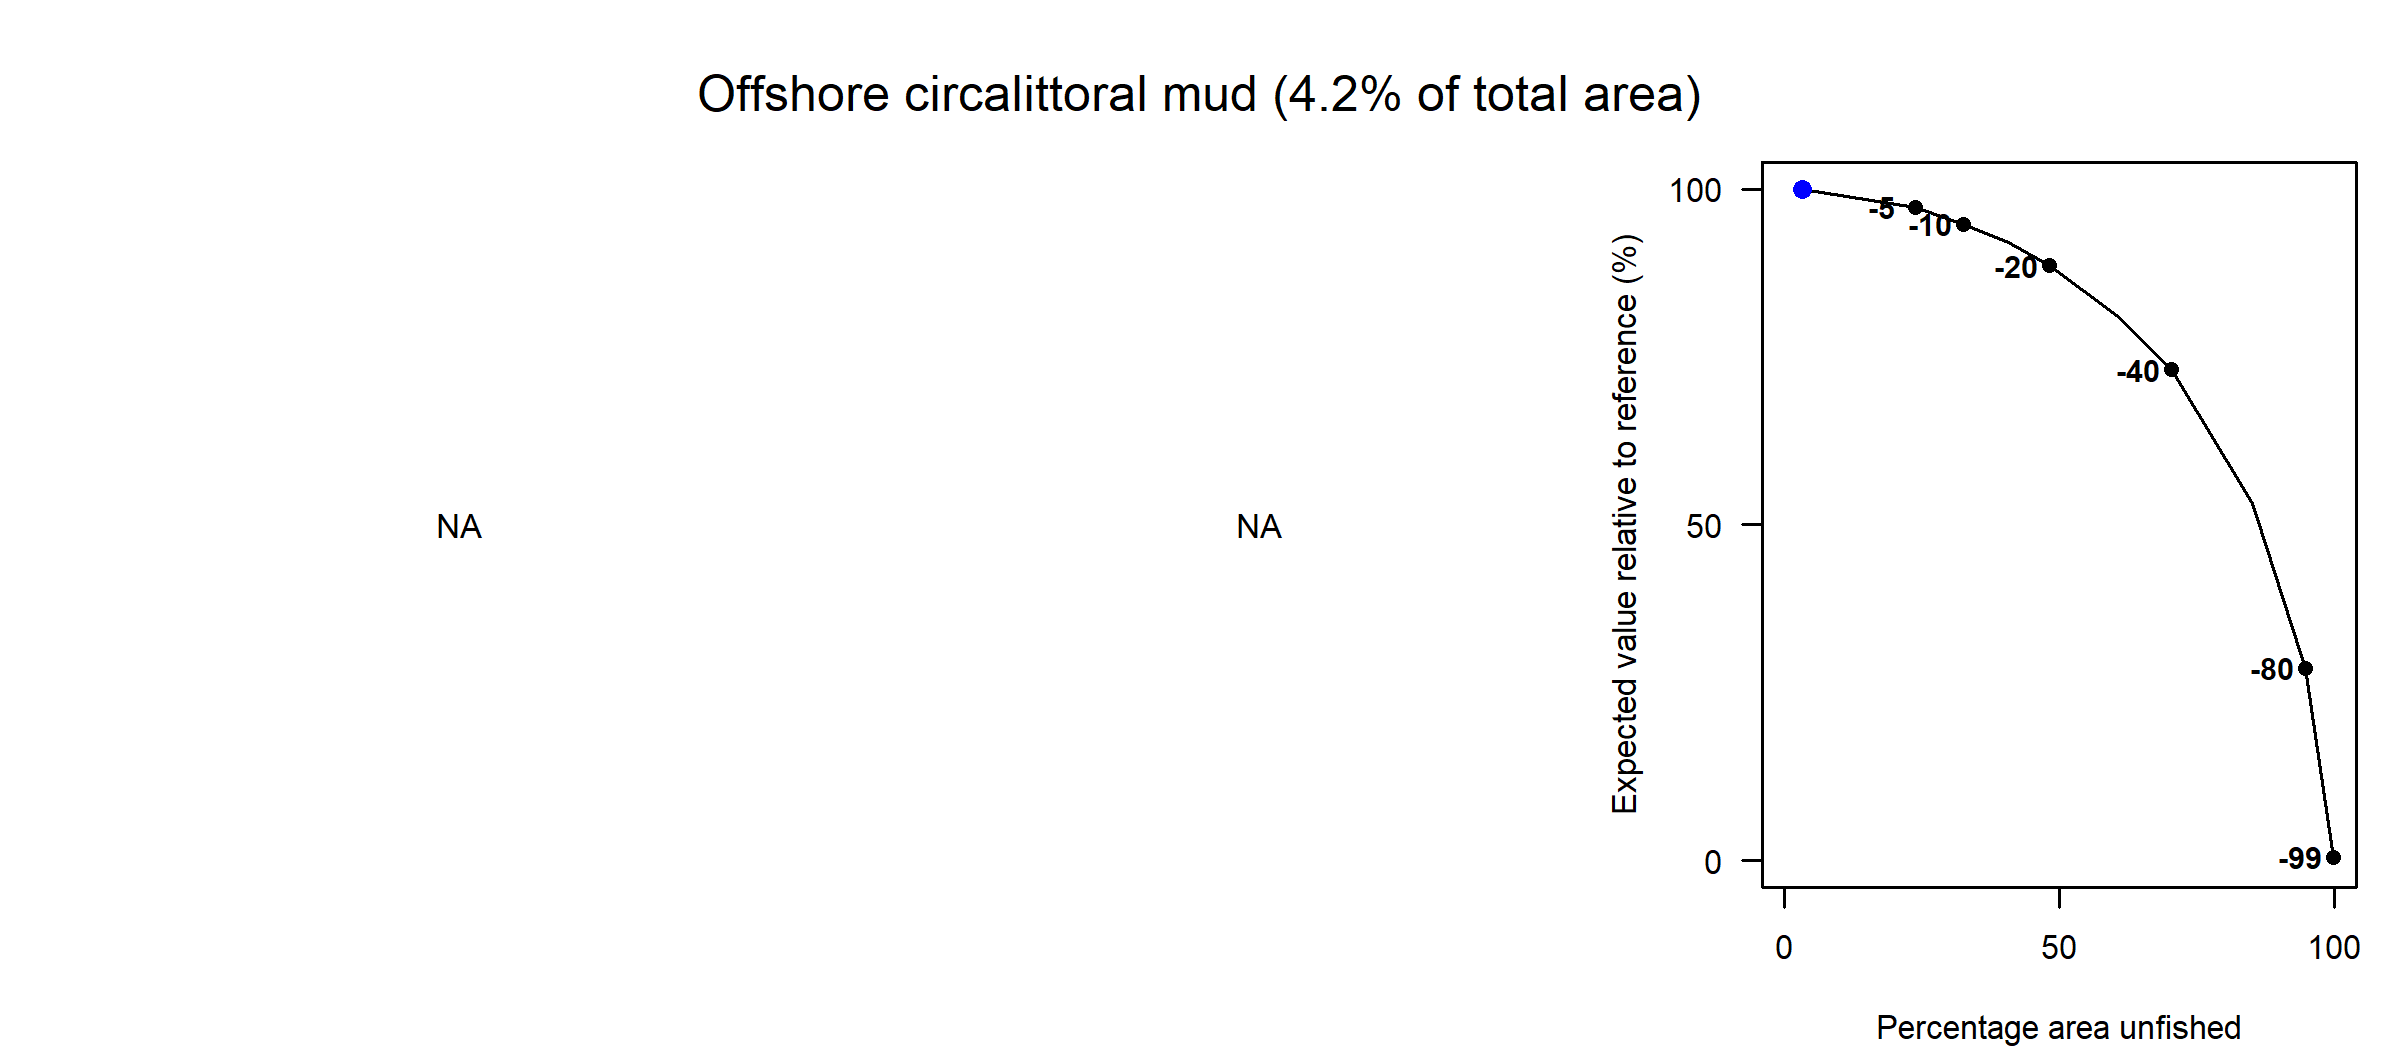 Offshore circalittoral mud (4.2% of total area)
NA
NA
Expected value relative to reference (%)
100
50
0
-5
-10
-20
-40
-80
-99
0 50 100
Percentage area unfished